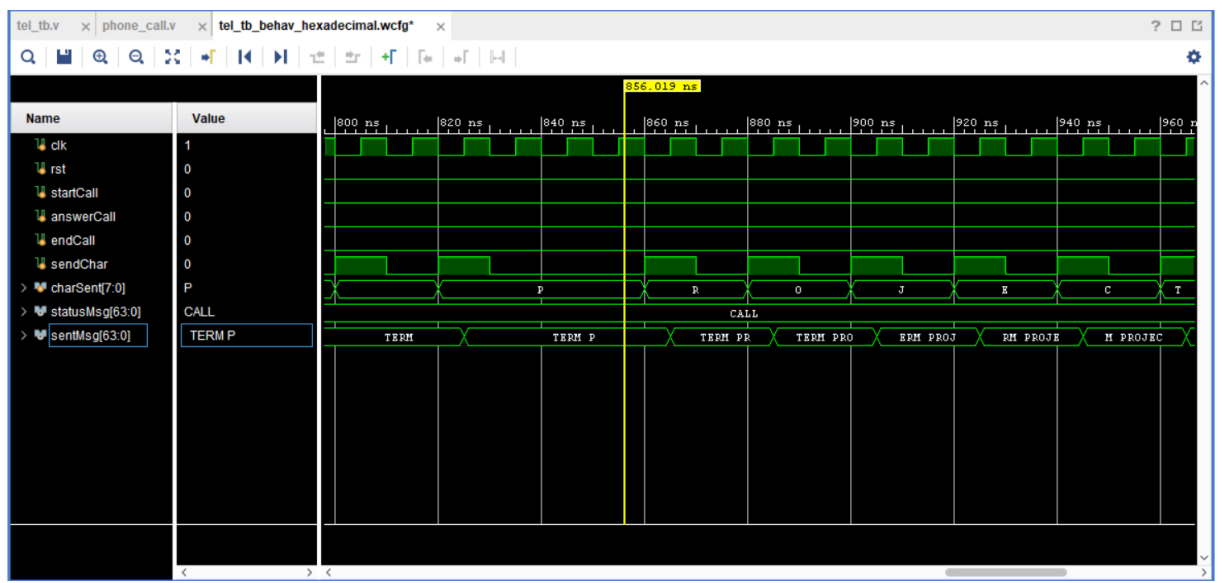 tel_tb.v × phone_call.v × tel_tb_behav_hexadecimal.wcfg* × ?
856.019 ns
Name Value 800 ns 820 ns 840 ns 860 ns 880 ns 900 ns 920 ns 940 ns 960 n
clk 1
rst 0
startCall 0
answerCall 0
endCall 0
sendChar 0
charSent[7:0] P P R O J E C T
statusMsg[63:0] CALL CALL
sentMsg[63:0] TERM P TERM TERM P TERM PR TERM PRO ERM PROJ RM PROJE M PROJEC